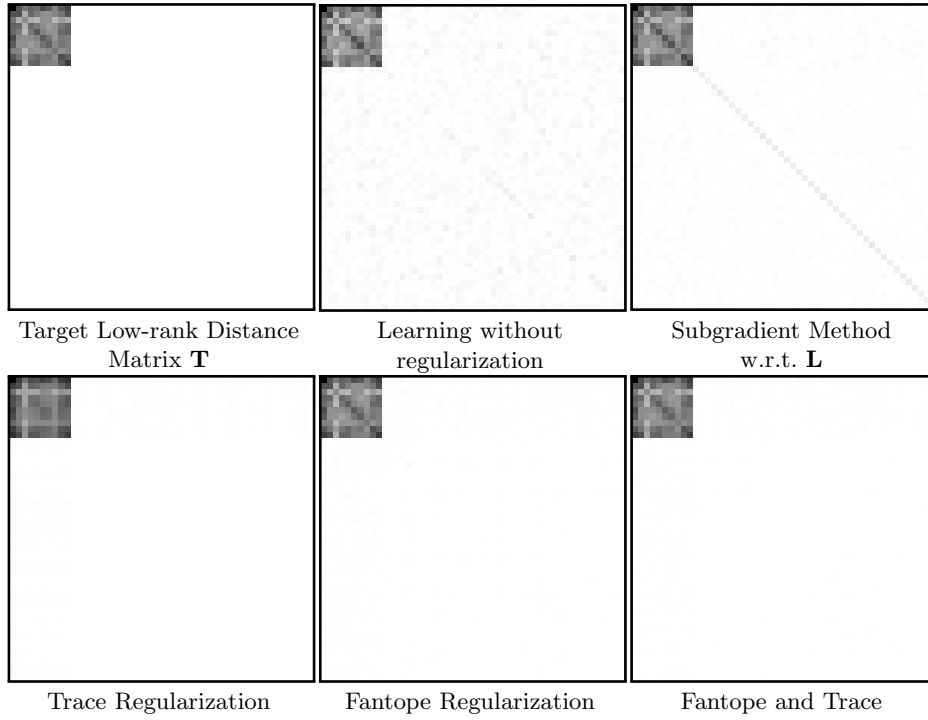 Target Low-rank Distance
Matrix T
Learning without
regularization
Subgradient Method
w.r.t. L
Trace Regularization
Fantope Regularization
Fantope and Trace